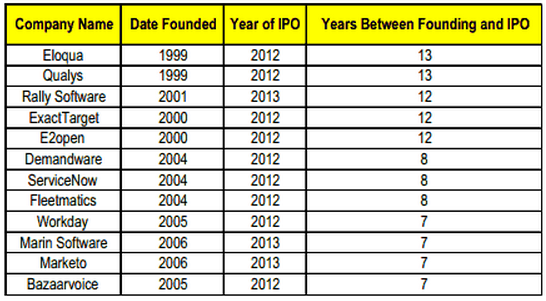 Company Name Date Founded Year of IPO Years Between Founding and IPO
Eloqua 1999 2012 13
Qualys 1999 2012 13
Rally Software 2001 2013 12
ExactTarget 2000 2012 12
E2open 2000 2012 12
Demandware 2004 2012 8
ServiceNow 2004 2012 8
Fleetmatics 2004 2012 8
Workday 2005 2012 7
Marin Software 2006 2013 7
Marketo 2006 2013 7
Bazaarvoice 2005 2012 7